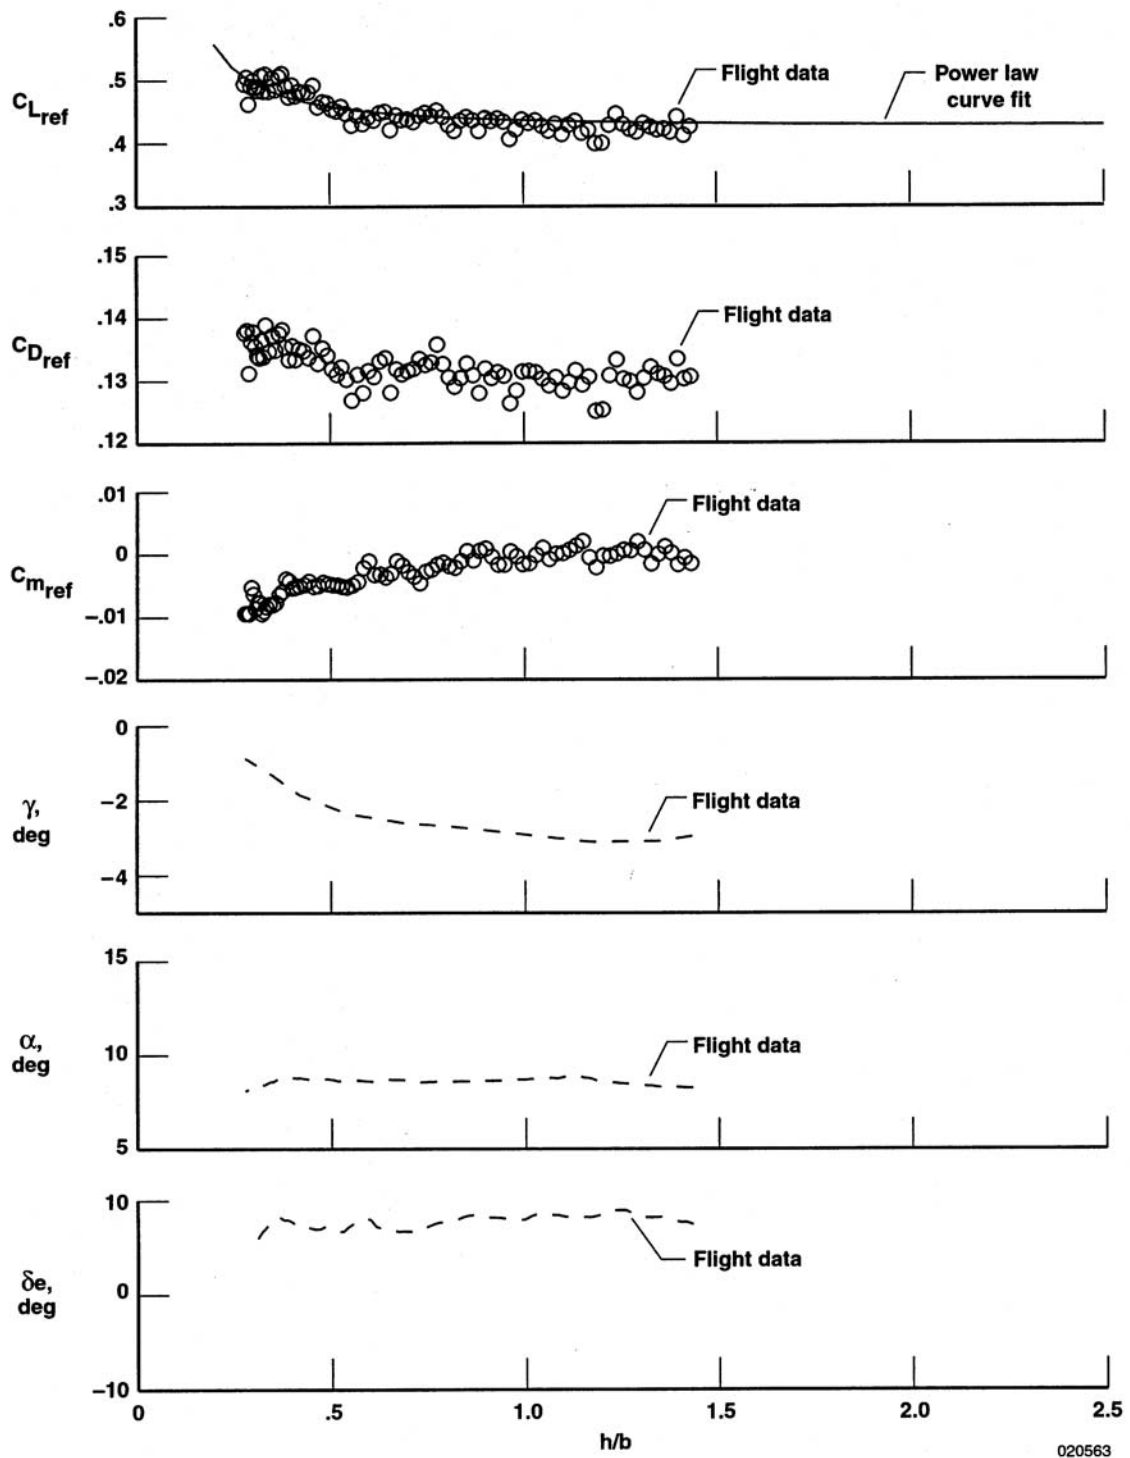 .6
.5
.4
.3
CLref
Flight data
Power law
curve fit
.15
.14
.13
.12
CDref
Flight data
.01
0
−.01
−.02
Cmref
Flight data
0
−2
−4
γ,
deg
Flight data
15
10
5
α,
deg
Flight data
10
0
−10
δe,
deg
Flight data
0
.5
1.0
1.5
2.0
2.5
h/b
020563